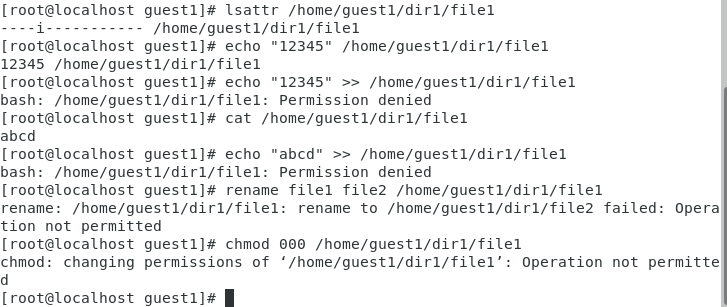 [root@localhost guest1]# lsattr /home/guest1/dir1/file1
----i----------- /home/guest1/dir1/file1
[root@localhost guest1]# echo "12345" /home/guest1/dir1/file1
12345 /home/guest1/dir1/file1
[root@localhost guest1]# echo "12345" >> /home/guest1/dir1/file1
bash: /home/guest1/dir1/file1: Permission denied
[root@localhost guest1]# cat /home/guest1/dir1/file1
abcd
[root@localhost guest1]# echo "abcd" >> /home/guest1/dir1/file1
bash: /home/guest1/dir1/file1: Permission denied
[root@localhost guest1]# rename file1 file2 /home/guest1/dir1/file1
rename: /home/guest1/dir1/file1: rename to /home/guest1/dir1/file2 failed: Opera
tion not permitted
[root@localhost guest1]# chmod 000 /home/guest1/dir1/file1
chmod: changing permissions of ‘/home/guest1/dir1/file1’: Operation not permitte
d
[root@localhost guest1]#